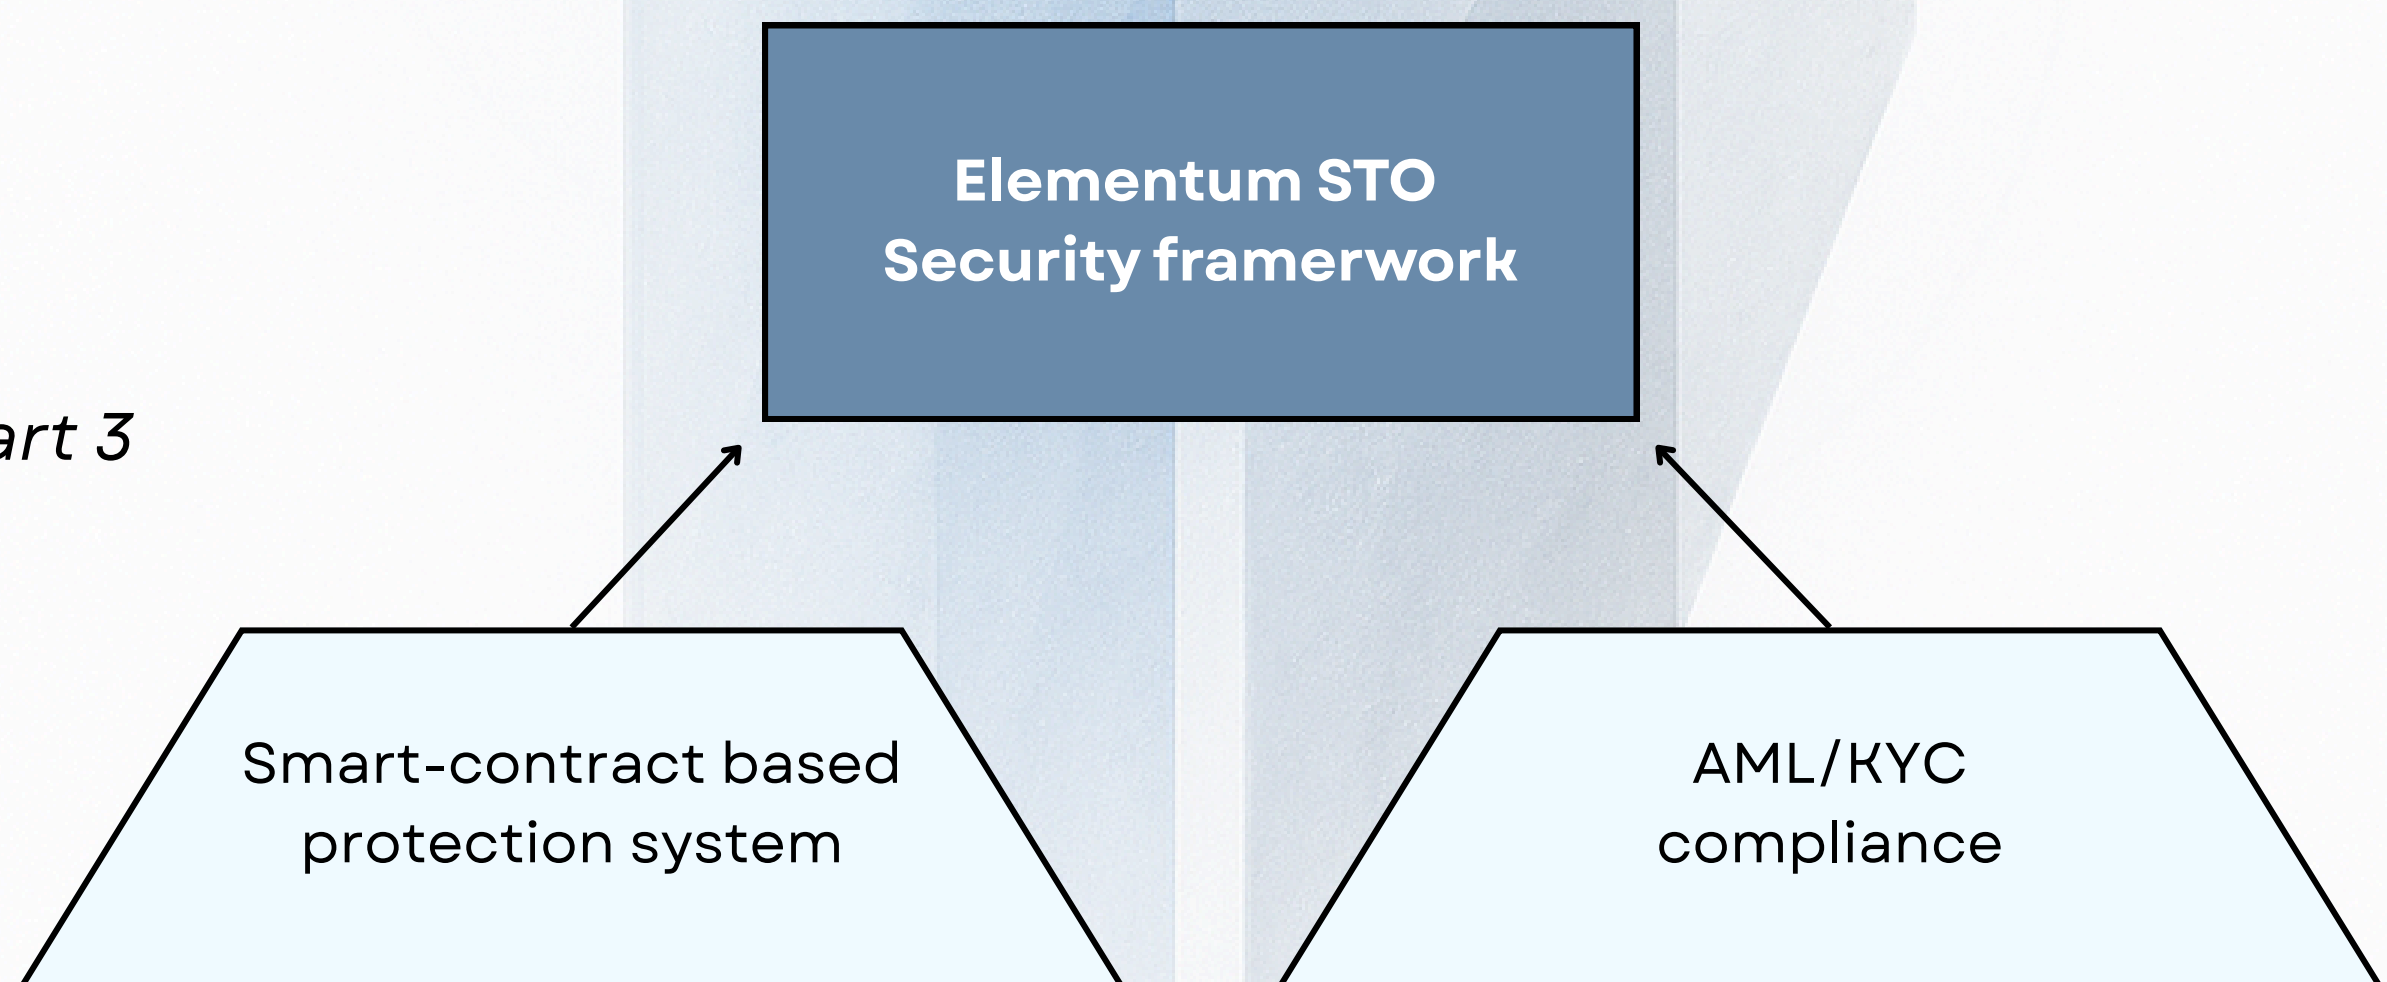 Elementum STO
Security framerwork
art 3
Smart-contract based
protection system
AML/KYC
compliance